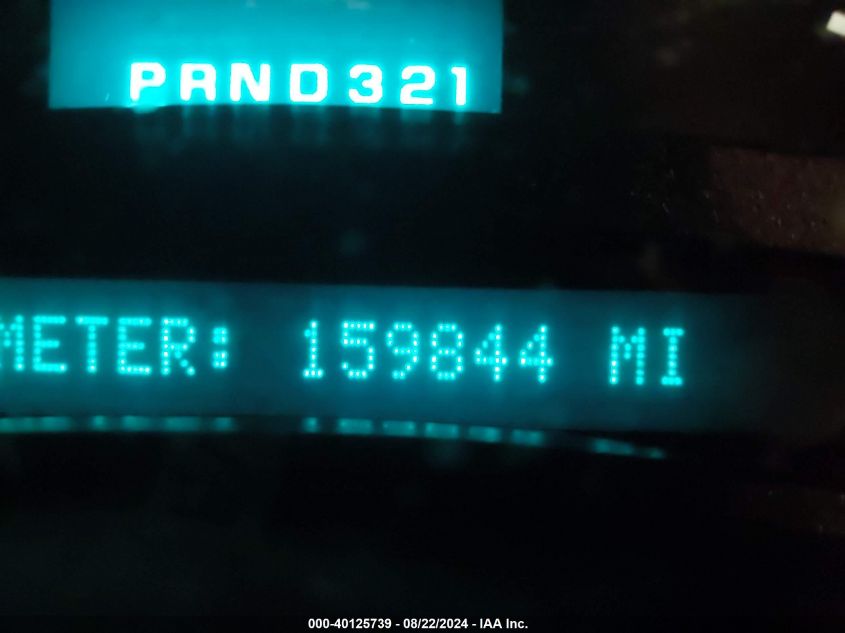 PRND321
METER: 159844 MI
000-40125739 - 08/22/2024 - IAA Inc.